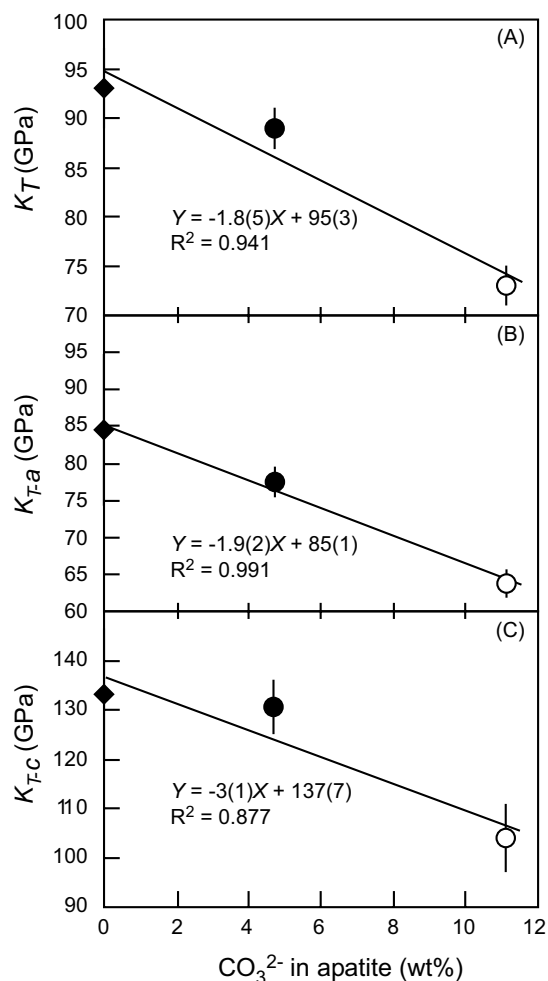 (A)
100
95
90
85
80
75
70
K_T (GPa)
Y = -1.8(5)X + 95(3)
R² = 0.941
(B)
95
90
85
80
75
70
65
60
K_T-a (GPa)
Y = -1.9(2)X + 85(1)
R² = 0.991
(C)
140
130
120
110
100
90
K_T-c (GPa)
Y = -3(1)X + 137(7)
R² = 0.877
0 2 4 6 8 10 12
CO₃²⁻ in apatite (wt%)